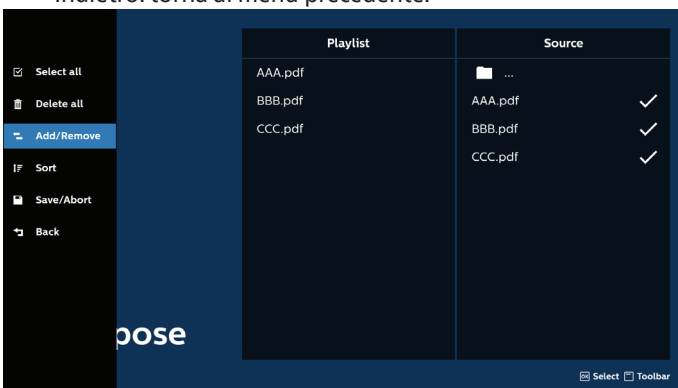 Indietro: torna al menu precedente.
Playlist
Source
Select all
Delete all
Add/Remove
Sort
Save/Abort
Back
AAA.pdf
BBB.pdf
CCC.pdf
...
AAA.pdf
BBB.pdf
CCC.pdf
pose
OK Select Toolbar